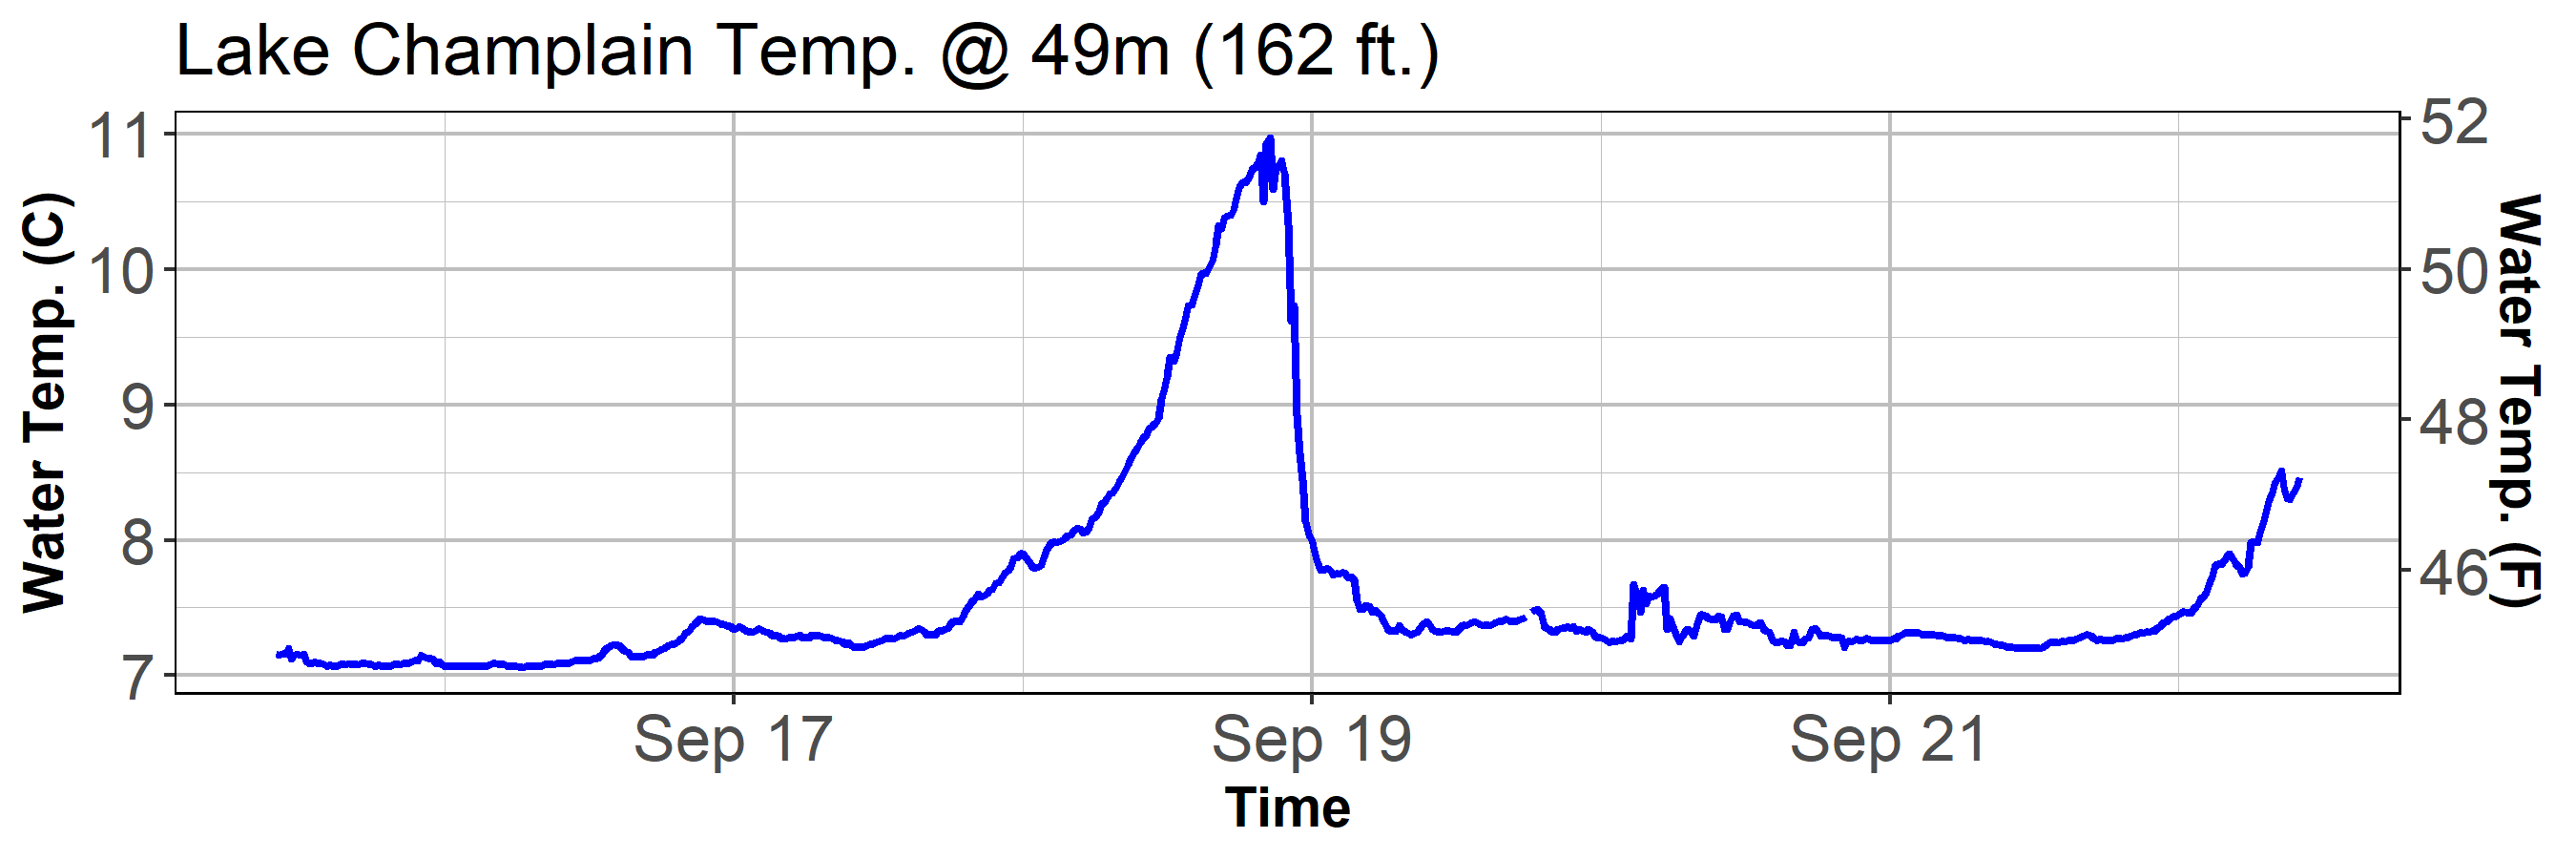 Lake Champlain Temp. @ 49m (162 ft.)
Water Temp. (C)
11
10
9
8
7
52
50
48
46
Water Temp. (F)
Sep 17
Sep 19
Sep 21
Time